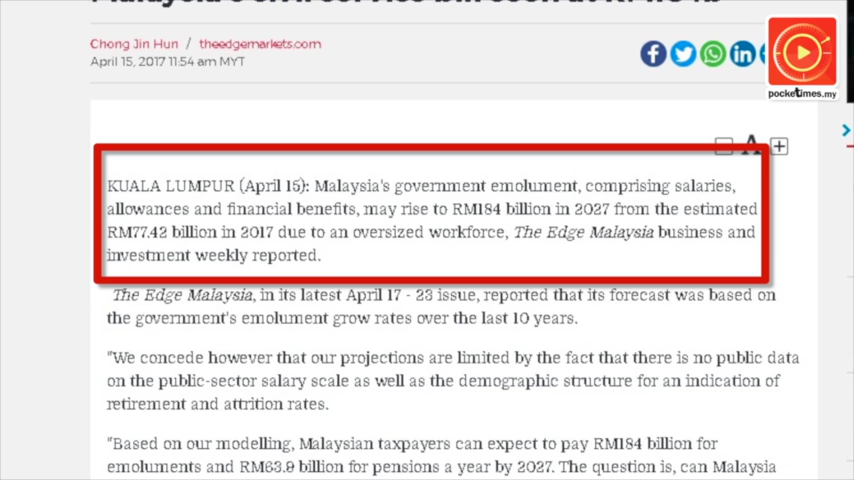 Chong Jin Hun / theedgemarkets.com
April 15, 2017 11:54 am MYT
pocketimes.my
A
KUALA LUMPUR (April 15): Malaysia's government emolument, comprising salaries,
allowances and financial benefits, may rise to RM184 billion in 2027 from the estimated
RM77.42 billion in 2017 due to an oversized workforce, The Edge Malaysia business and
investment weekly reported.
The Edge Malaysia, in its latest April 17 - 23 issue, reported that its forecast was based on
the government's emolument grow rates over the last 10 years.
"We concede however that our projections are limited by the fact that there is no public data
on the public-sector salary scale as well as the demographic structure for an indication of
retirement and attrition rates.
"Based on our modelling, Malaysian taxpayers can expect to pay RM184 billion for
emoluments and RM63.9 billion for pensions a year by 2027. The question is, can Malaysia